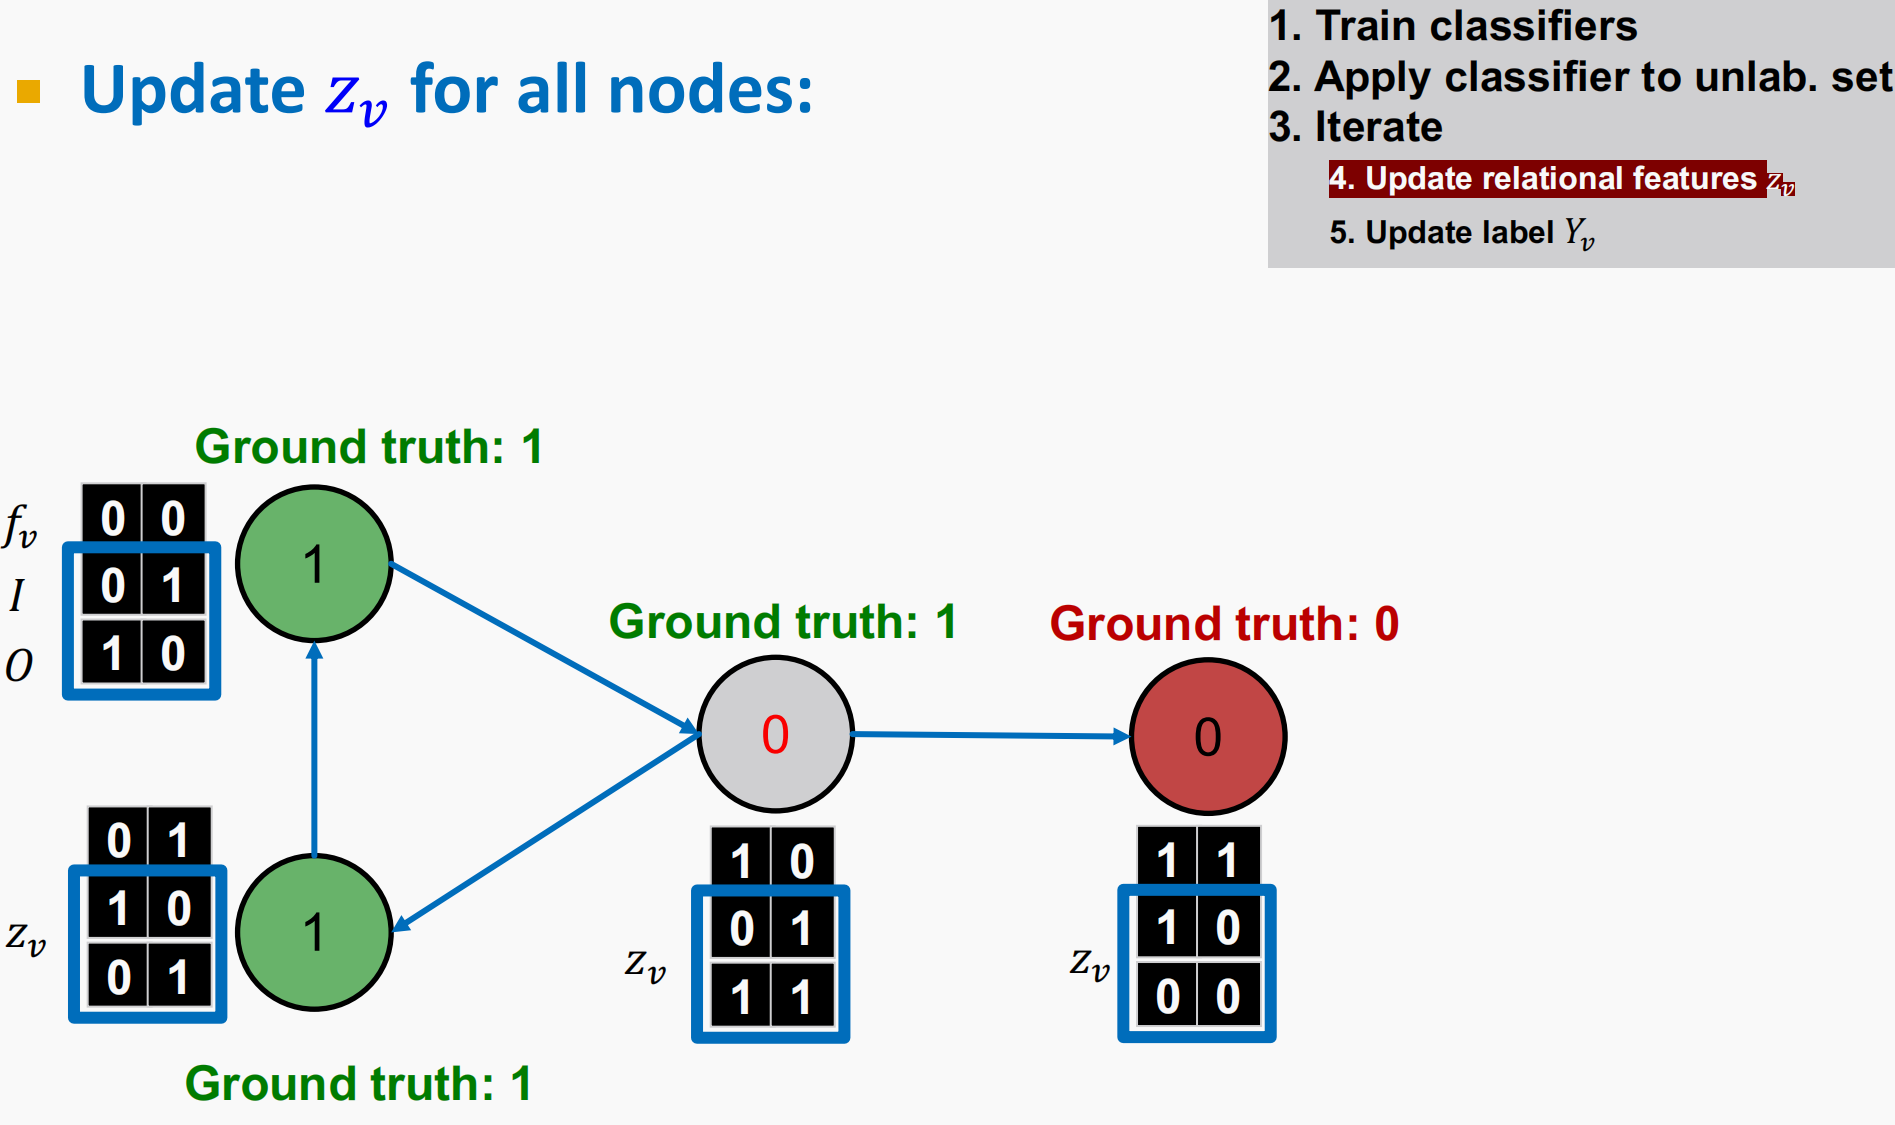 Update z_v for all nodes:
1. Train classifiers
2. Apply classifier to unlab. set
3. Iterate
4. Update relational features z_v
5. Update label Y_v
Ground truth: 1
f_v 0 0
I 0 1
O 1 0
1
Ground truth: 1
0
Ground truth: 0
0
0 1
z_v 1 0
0 1
1
1 0
z_v 0 1
1 1
1 1
z_v 1 0
0 0
Ground truth: 1